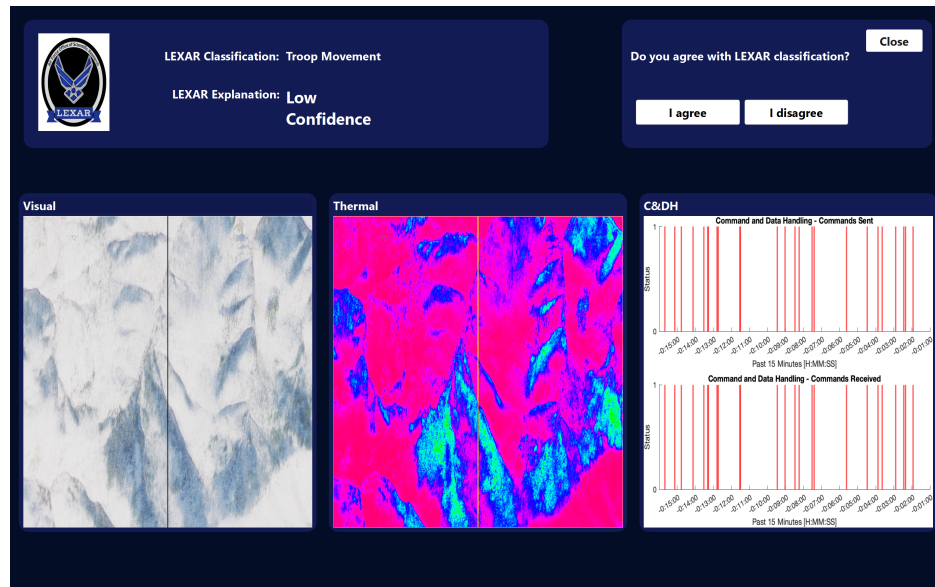 LEXAR Classification: Troop Movement
LEXAR Explanation: Low
Confidence
LEXAR
Do you agree with LEXAR classification?
Close
I agree
I disagree
Visual
Thermal
C&DH
Command and Data Handling - Commands Sent
1
Status
0
-0:15:00 -0:14:00 -0:13:00 -0:12:00 -0:11:00 -0:10:00 -0:09:00 -0:08:00 -0:07:00 -0:06:00 -0:05:00 -0:04:00 -0:03:00 -0:02:00 -0:01:00
Past 15 Minutes [H:MM:SS]
Command and Data Handling - Commands Received
1
Status
0
-0:15:00 -0:14:00 -0:13:00 -0:12:00 -0:11:00 -0:10:00 -0:09:00 -0:08:00 -0:07:00 -0:06:00 -0:05:00 -0:04:00 -0:03:00 -0:02:00 -0:01:00
Past 15 Minutes [H:MM:SS]